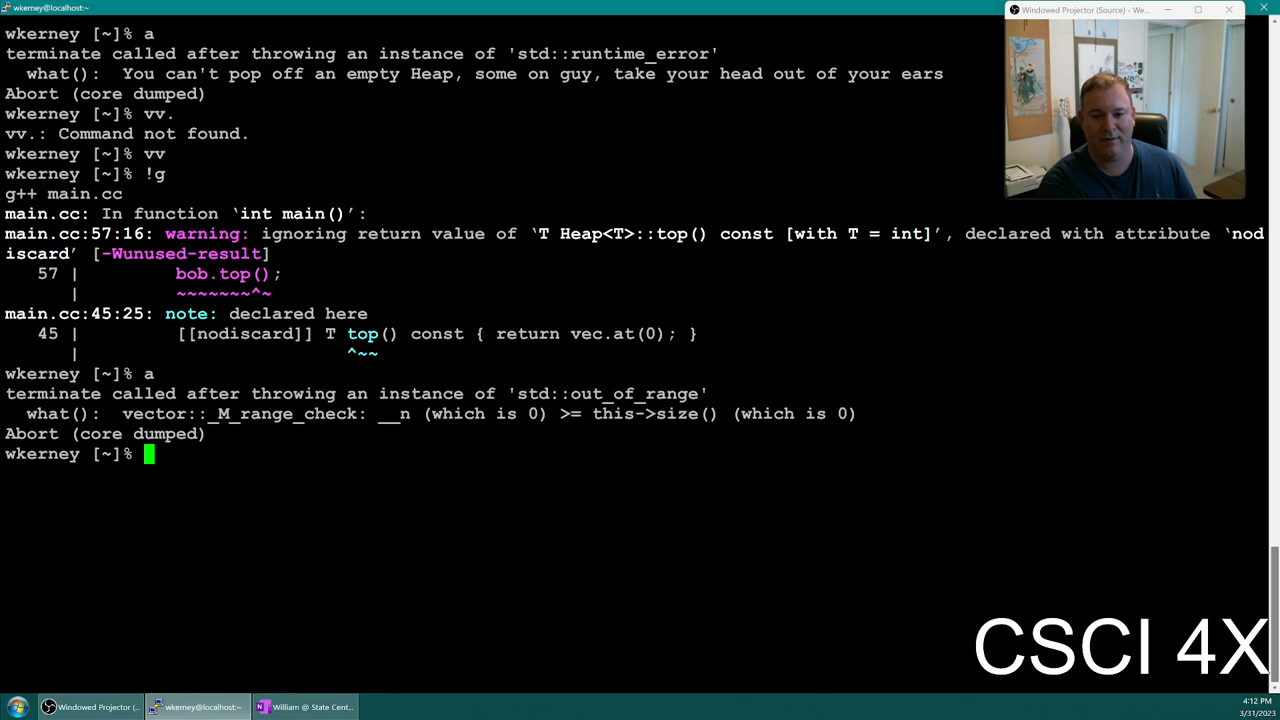 wkerney@localhost:~
Windowed Projector (Source) - We...
wkerney [~]% a
terminate called after throwing an instance of 'std::runtime_error'
  what():  You can't pop off an empty Heap, some on guy, take your head out of your ears
Abort (core dumped)
wkerney [~]% vv.
vv.: Command not found.
wkerney [~]% vv
wkerney [~]% !g
g++ main.cc
main.cc: In function ‘int main()’:
main.cc:57:16: warning: ignoring return value of ‘T Heap<T>::top() const [with T = int]’, declared with attribute ‘nod
iscard’ [-Wunused-result]
   57 |         bob.top();
      |         ~~~~~~~^~
main.cc:45:25: note: declared here
   45 |         [[nodiscard]] T top() const { return vec.at(0); }
      |                         ^~~
wkerney [~]% a
terminate called after throwing an instance of 'std::out_of_range'
  what():  vector::_M_range_check: __n (which is 0) >= this->size() (which is 0)
Abort (core dumped)
wkerney [~]%
CSCI 4X
Windowed Projector (...
wkerney@localhost:~
William @ State Cent...
4:12 PM
3/31/2023